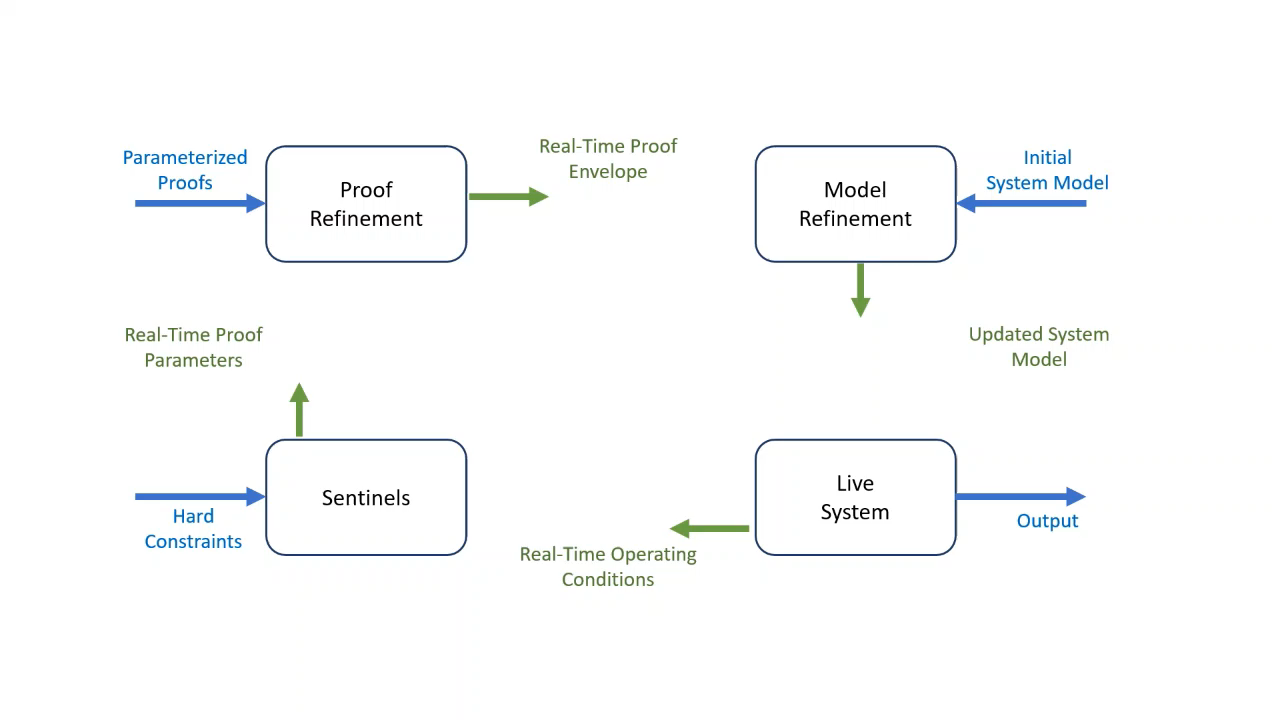 Parameterized
Proofs
Proof
Refinement
Real-Time Proof
Envelope
Model
Refinement
Initial
System Model
Real-Time Proof
Parameters
Updated System
Model
Hard
Constraints
Sentinels
Real-Time Operating
Conditions
Live
System
Output